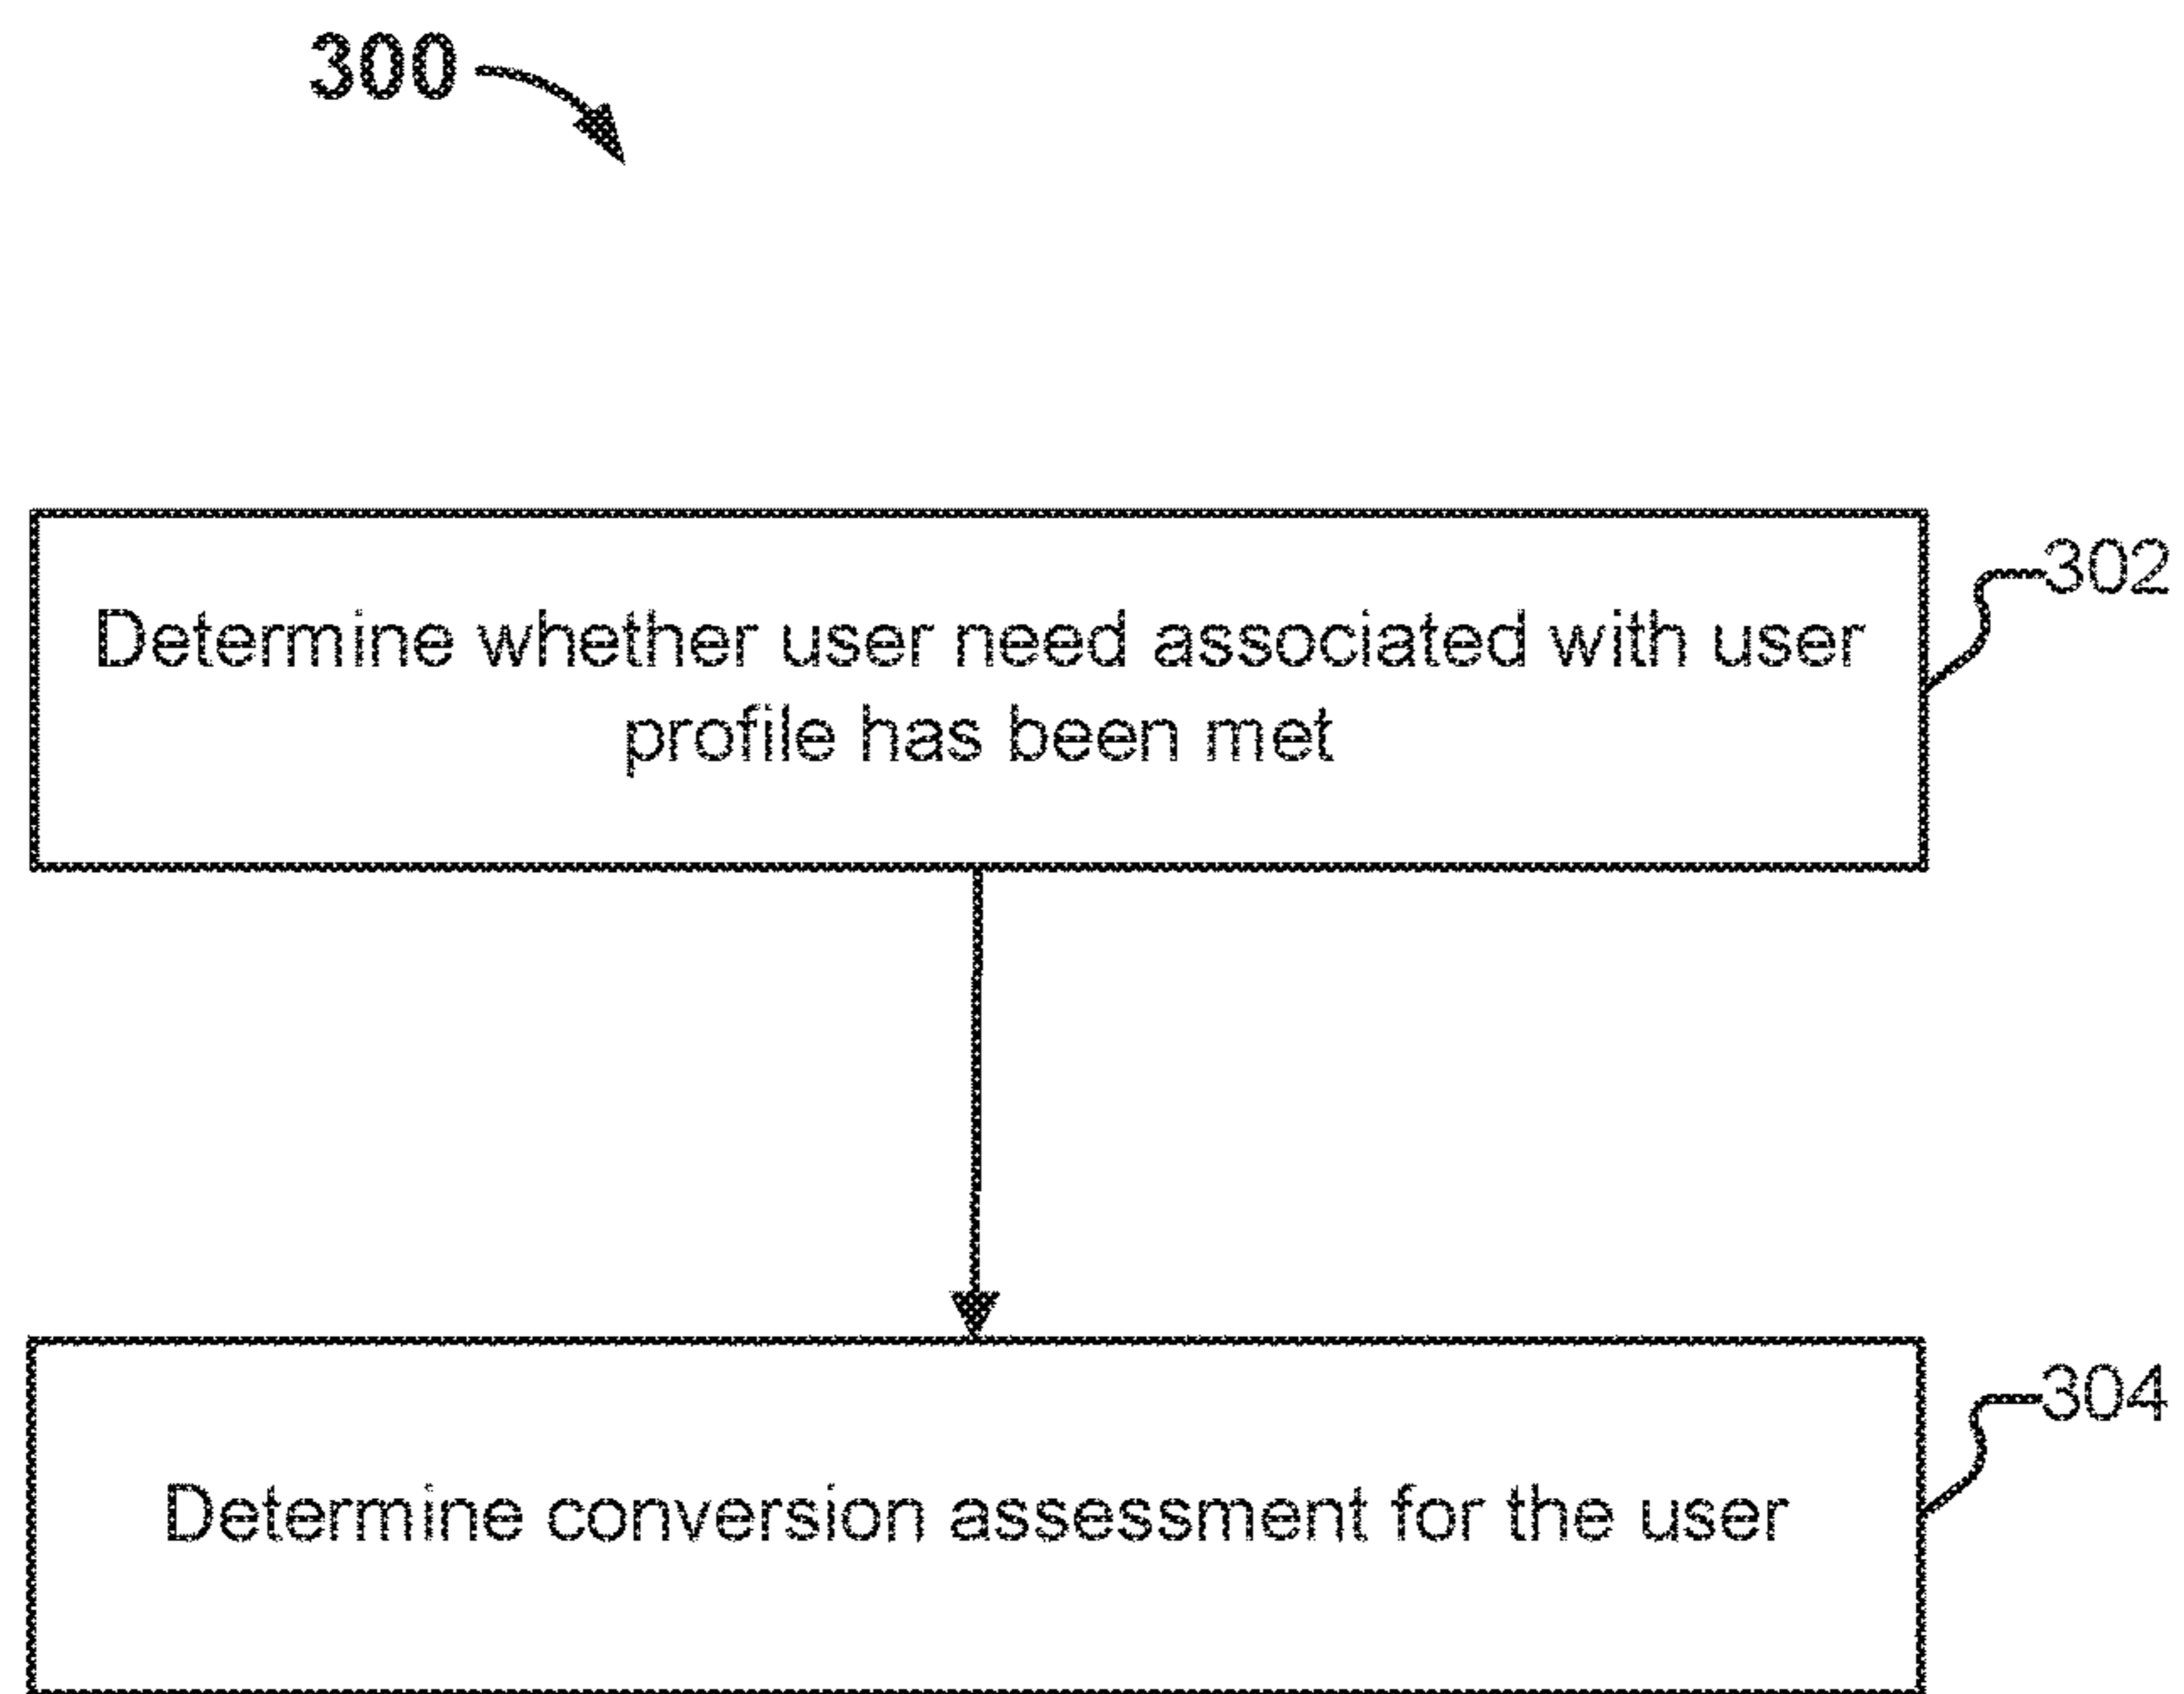 300
302
Determine whether user need associated with user
profile has been met
304
Determine conversion assessment for the user